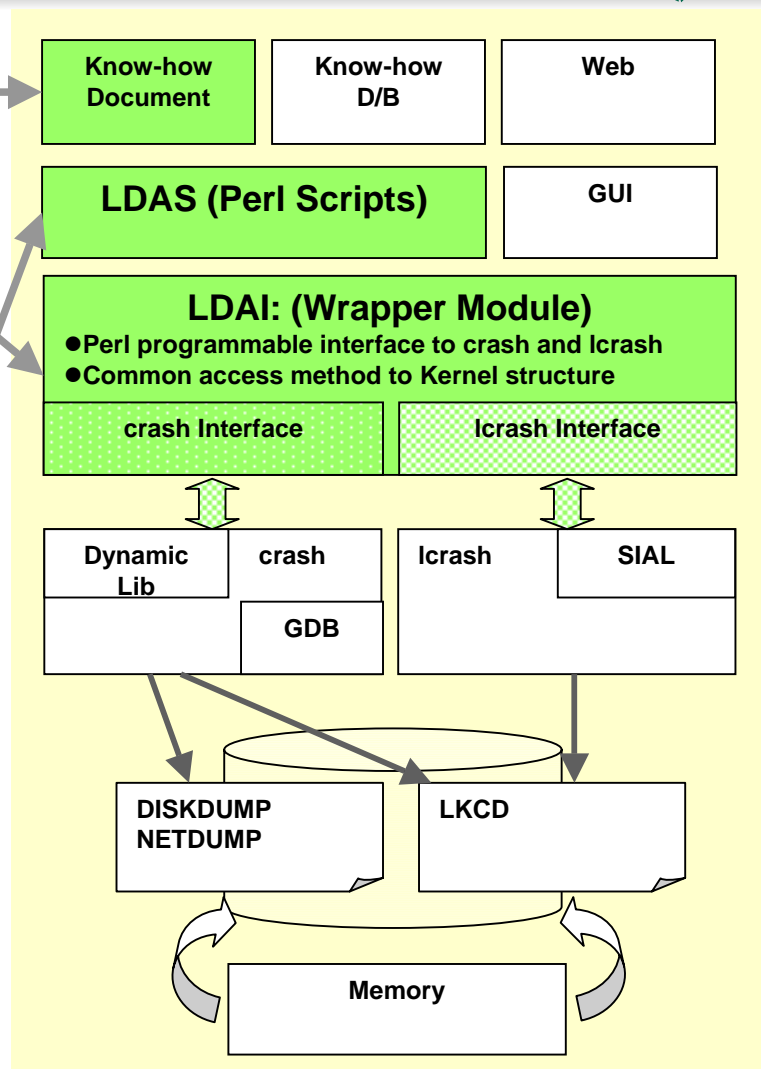 Know-how
Document
Know-how
D/B
Web
LDAS (Perl Scripts)
GUI
LDAI: (Wrapper Module)
●Perl programmable interface to crash and lcrash
●Common access method to Kernel structure
crash Interface
lcrash Interface
Dynamic
Lib
crash
GDB
lcrash
SIAL
DISKDUMP
NETDUMP
LKCD
Memory